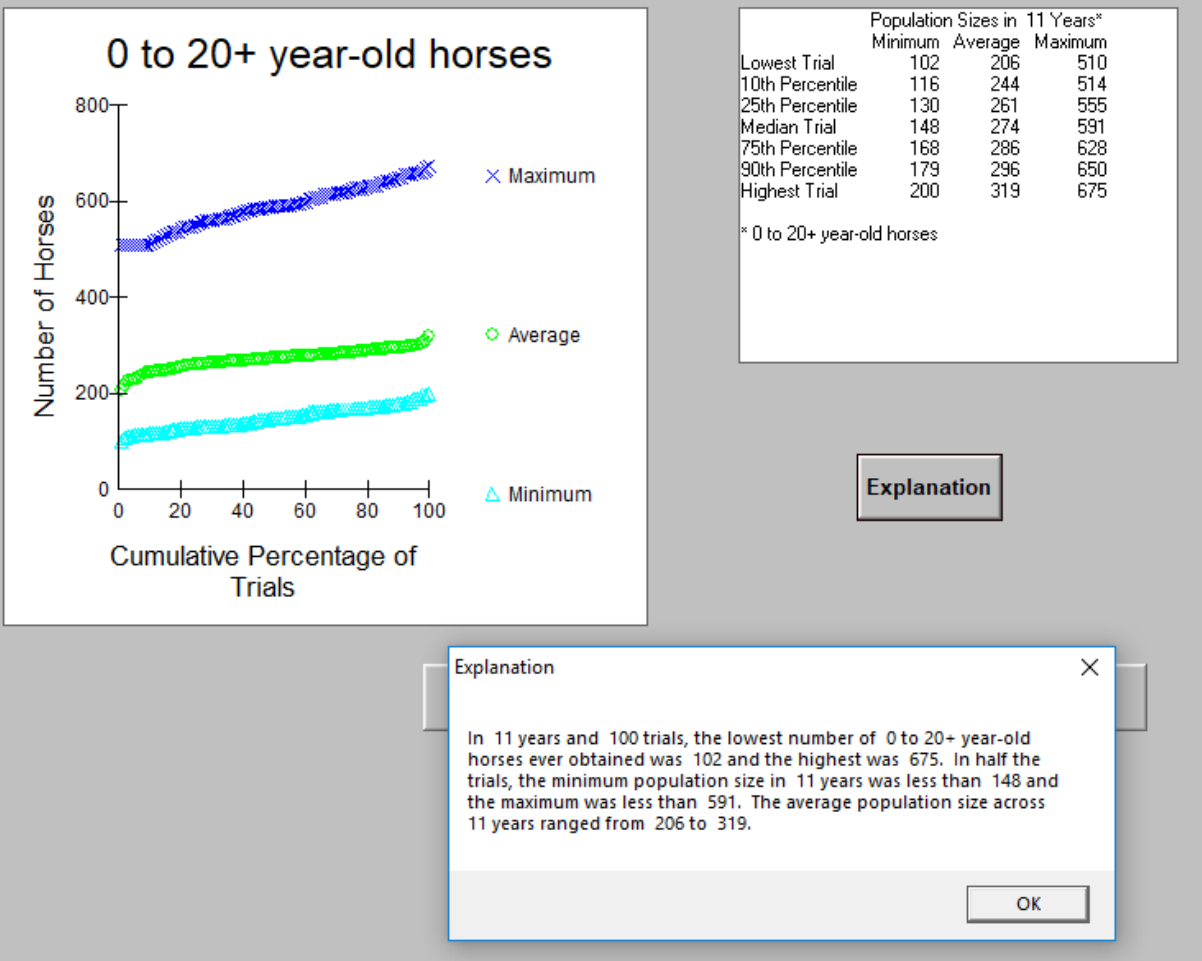 0 to 20+ year-old horses
800
600
400
200
0
Number of Horses
0 20 40 60 80 100
Cumulative Percentage of
Trials
Maximum
Average
Minimum
Population Sizes in 11 Years*
Minimum Average Maximum
Lowest Trial 102 206 510
10th Percentile 116 244 514
25th Percentile 130 261 555
Median Trial 148 274 591
75th Percentile 168 286 628
90th Percentile 179 296 650
Highest Trial 200 319 675
* 0 to 20+ year-old horses
Explanation
Explanation
In 11 years and 100 trials, the lowest number of 0 to 20+ year-old
horses ever obtained was 102 and the highest was 675. In half the
trials, the minimum population size in 11 years was less than 148 and
the maximum was less than 591. The average population size across
11 years ranged from 206 to 319.
OK